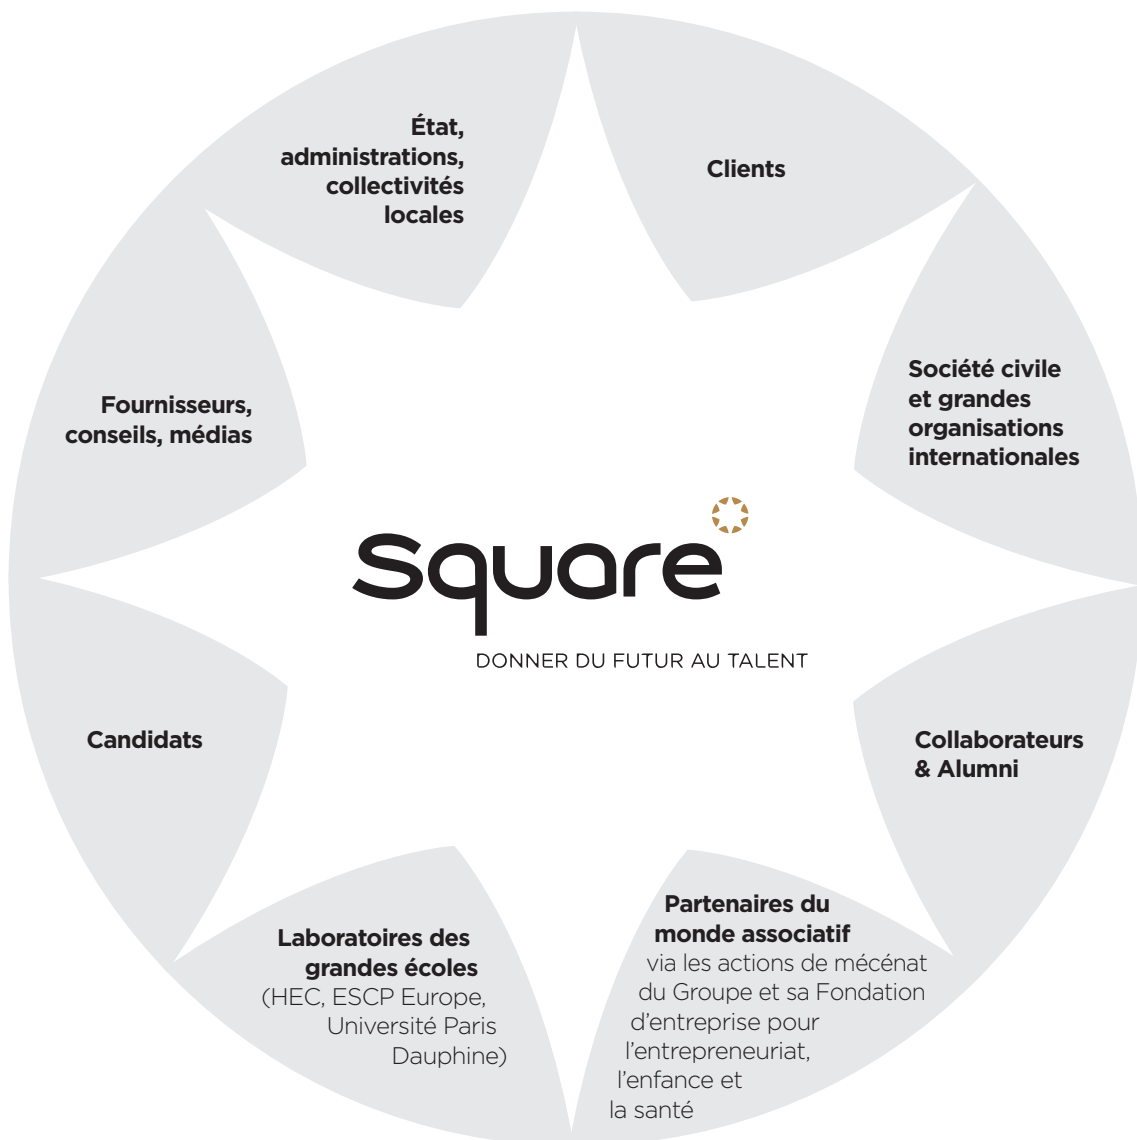 État,
administrations,
collectivités
locales
Clients
Société civile
et grandes
organisations
internationales
Fournisseurs,
conseils, médias
Square
DONNER DU FUTUR AU TALENT
Candidats
Collaborateurs
& Alumni
Laboratoires des
grandes écoles
(HEC, ESCP Europe,
Université Paris
Dauphine)
Partenaires du
monde associatif
via les actions de mécénat
du Groupe et sa Fondation
d’entreprise pour
l’entrepreneuriat,
l’enfance et
la santé